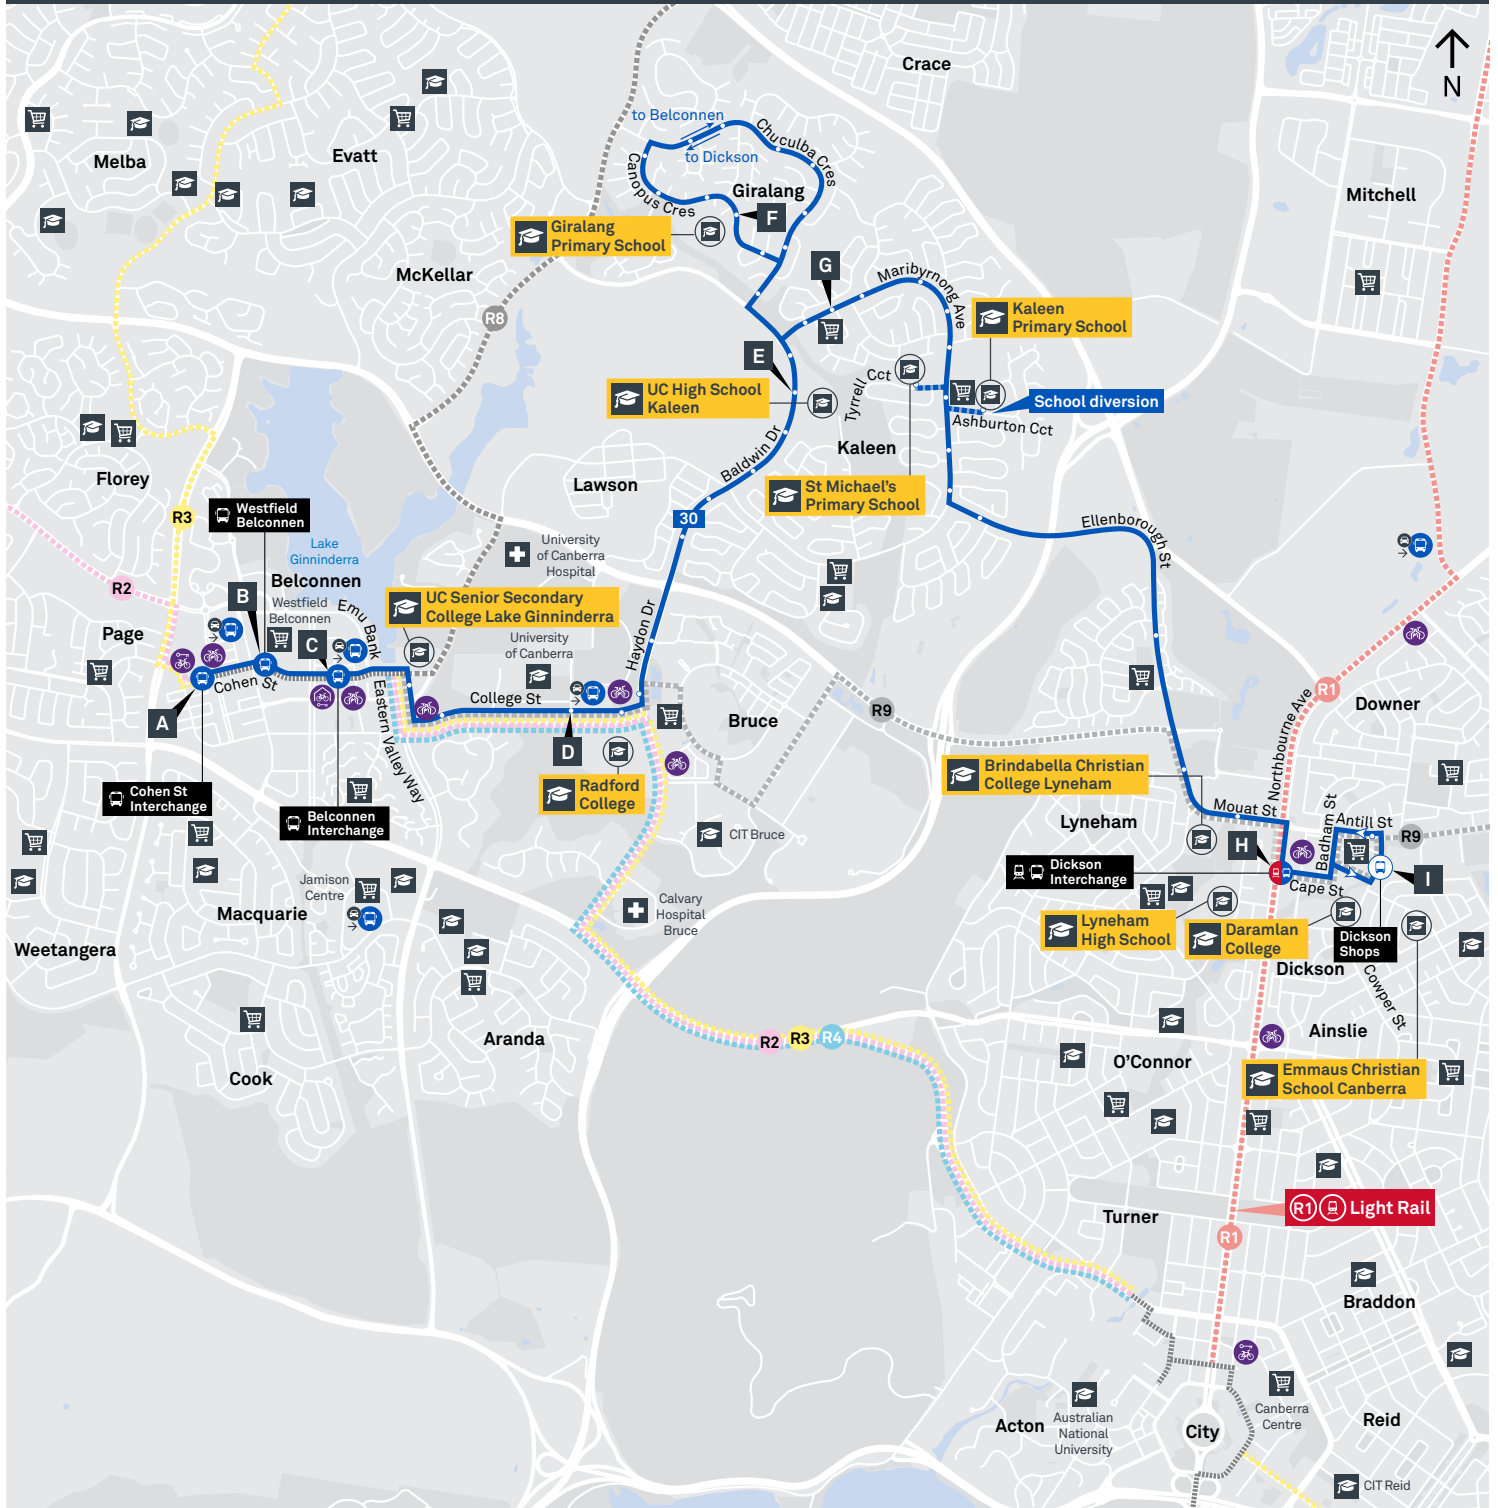 Crace
N
to Belconnen
Chuculba Cres
to Dickson
Melba
Evatt
Canopus Cres
Giralang
Mitchell
F
Giralang
Primary School
McKellar
G
Maribyrnong Ave
R8
Kaleen
Primary School
E
UC High School
Kaleen
Tyrrell Cct
School diversion
Ashburton Cct
Baldwin Dr
Kaleen
Florey
Lawson
St Michael's
Primary School
R3
Westfield
Belconnen
30
Ellenborough St
Lake
Ginninderra
University
of Canberra
Hospital
R2
Belconnen
B
Westfield
Belconnen
Emu Bank
UC Senior Secondary
College Lake Ginninderra
Page
C
University
of Canberra
Haydon Dr
Cohen St
College St
A
Eastern Valley Way
D
Bruce
R9
Northbourne Ave
R1
Downer
Cohen St
Interchange
Belconnen
Interchange
Radford
College
Brindabella Christian
College Lyneham
Mouat St
Lyneham
Badham St
Antill St
R9
CIT Bruce
H
Dickson
Interchange
Cape St
I
Jamison
Centre
Macquarie
Calvary
Hospital
Bruce
Lyneham
High School
Daramlan
College
Dickson
Shops
Weetangera
Dickson
Cowper St
Aranda
R2
R3
R4
Ainslie
O'Connor
Cook
Emmaus Christian
School Canberra
Turner
R1
Light Rail
R1
Braddon
Acton
Australian
National
University
City
Canberra
Centre
Reid
CIT Reid